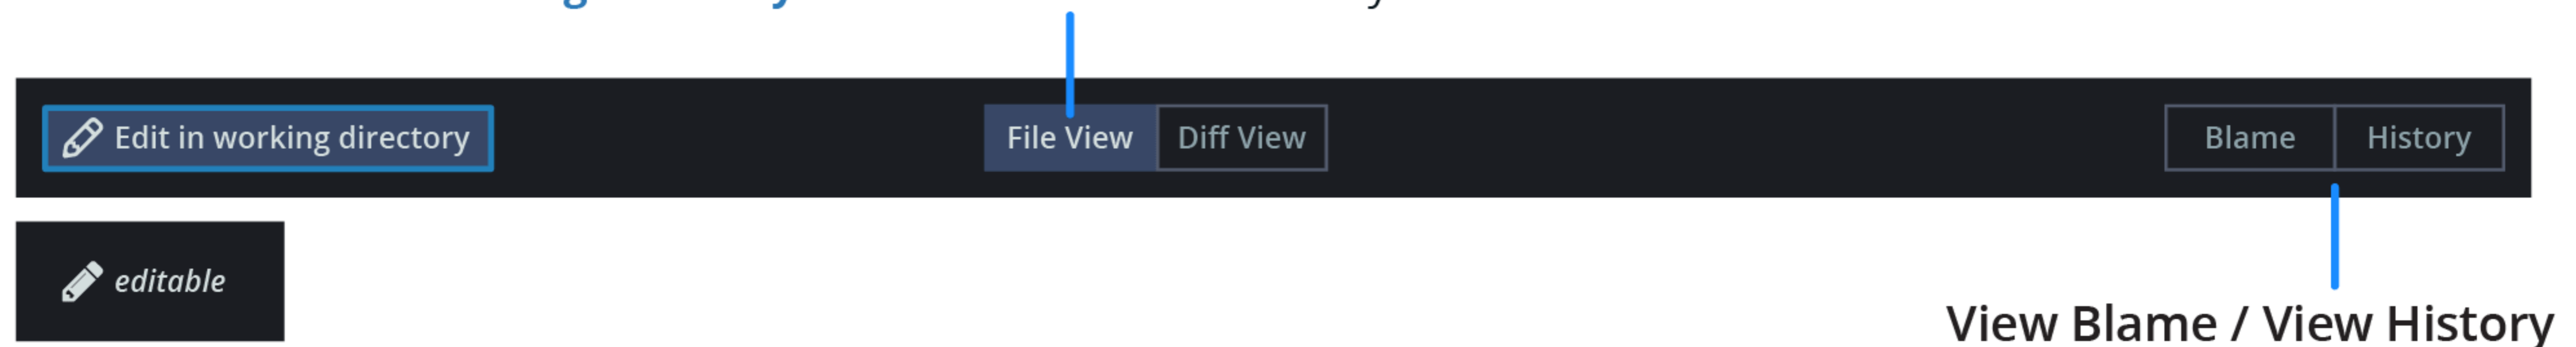 Edit in working directory
File View
Diff View
Blame
History
editable
View Blame / View History